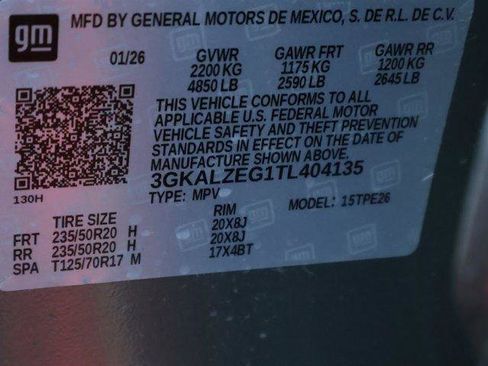 gm
MFD BY GENERAL MOTORS DE MEXICO, S. DE R.L. DE C.V.
01/26 GVWR GAWR FRT GAWR RR
2200 KG 1175 KG 1200 KG
4850 LB 2590 LB 2645 LB
THIS VEHICLE CONFORMS TO ALL
APPLICABLE U.S. FEDERAL MOTOR
VEHICLE SAFETY AND THEFT PREVENTION
STANDARDS IN EFFECT ON THE DATE OF
MANUFACTURE SHOWN ABOVE.
3GKALZEG1TL404135
130H
TYPE: MPV MODEL: 15TPE26
TIRE SIZE RIM
FRT 235/50R20 H 20X8J
RR 235/50R20 H 20X8J
SPA T125/70R17 M 17X4BT